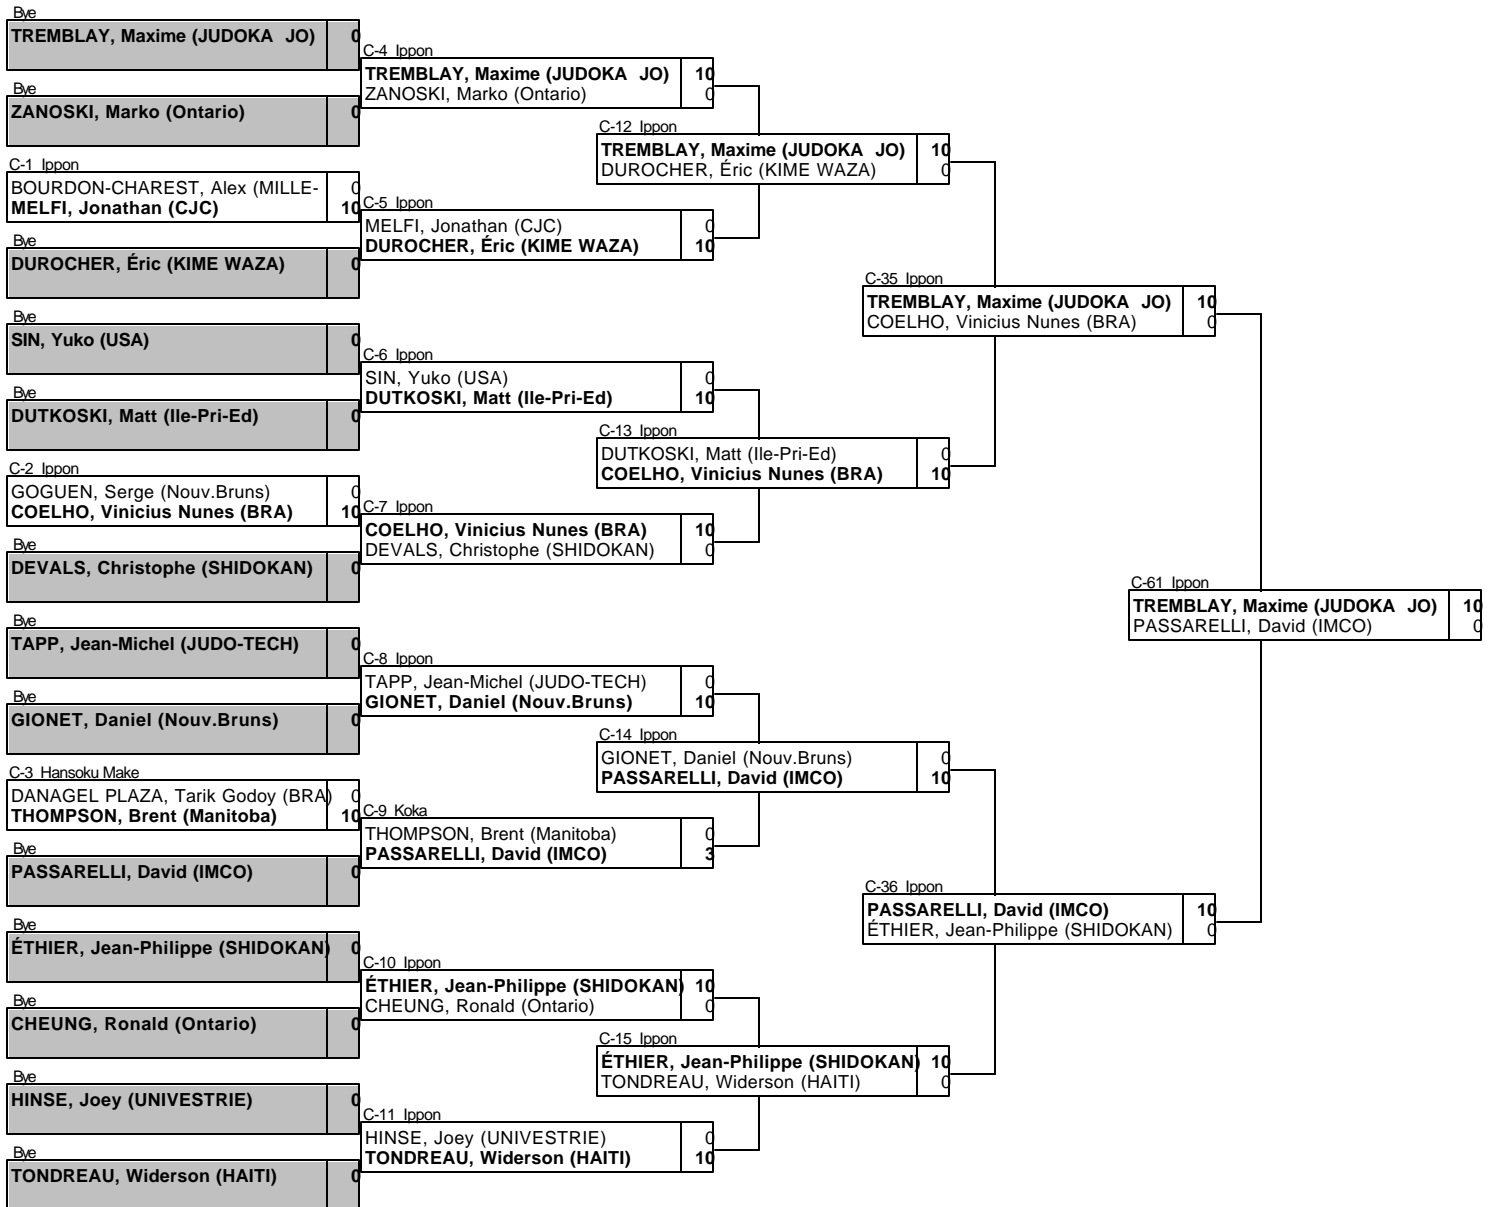 Bye
TREMBLAY, Maxime (JUDOKA JO) 0
Bye
ZANOSKI, Marko (Ontario) 0
C-1 Ippon
BOURDON-CHAREST, Alex (MILLE- 0
MELFI, Jonathan (CJC) 10
Bye
DUROCHER, Éric (KIME WAZA) 0
Bye
SIN, Yuko (USA) 0
Bye
DUTKOSKI, Matt (Ile-Pri-Ed) 0
C-2 Ippon
GOGUEN, Serge (Nouv.Bruns) 0
COELHO, Vinicius Nunes (BRA) 10
Bye
DEVALS, Christophe (SHIDOKAN) 0
Bye
TAPP, Jean-Michel (JUDO-TECH) 0
Bye
GIONET, Daniel (Nouv.Bruns) 0
C-3 Hansoku Make
DANAGEL PLAZA, Tarik Godoy (BRA) 0
THOMPSON, Brent (Manitoba) 10
Bye
PASSARELLI, David (IMCO) 0
Bye
ÉTHIER, Jean-Philippe (SHIDOKAN) 0
Bye
CHEUNG, Ronald (Ontario) 0
Bye
HINSE, Joey (UNIVESTRIE) 0
Bye
TONDREAU, Widerson (HAITI) 0
C-4 Ippon
TREMBLAY, Maxime (JUDOKA JO) 10
ZANOSKI, Marko (Ontario) 0
C-5 Ippon
MELFI, Jonathan (CJC) 0
DUROCHER, Éric (KIME WAZA) 10
C-6 Ippon
SIN, Yuko (USA) 0
DUTKOSKI, Matt (Ile-Pri-Ed) 10
C-7 Ippon
COELHO, Vinicius Nunes (BRA) 10
DEVALS, Christophe (SHIDOKAN) 0
C-8 Ippon
TAPP, Jean-Michel (JUDO-TECH) 0
GIONET, Daniel (Nouv.Bruns) 10
C-9 Koka
THOMPSON, Brent (Manitoba) 0
PASSARELLI, David (IMCO) 3
C-10 Ippon
ÉTHIER, Jean-Philippe (SHIDOKAN) 10
CHEUNG, Ronald (Ontario) 0
C-11 Ippon
HINSE, Joey (UNIVESTRIE) 0
TONDREAU, Widerson (HAITI) 10
C-12 Ippon
TREMBLAY, Maxime (JUDOKA JO) 10
DUROCHER, Éric (KIME WAZA) 0
C-13 Ippon
DUTKOSKI, Matt (Ile-Pri-Ed) 0
COELHO, Vinicius Nunes (BRA) 10
C-14 Ippon
GIONET, Daniel (Nouv.Bruns) 0
PASSARELLI, David (IMCO) 10
C-15 Ippon
ÉTHIER, Jean-Philippe (SHIDOKAN) 10
TONDREAU, Widerson (HAITI) 0
C-35 Ippon
TREMBLAY, Maxime (JUDOKA JO) 10
COELHO, Vinicius Nunes (BRA) 0
C-36 Ippon
PASSARELLI, David (IMCO) 10
ÉTHIER, Jean-Philippe (SHIDOKAN) 0
C-61 Ippon
TREMBLAY, Maxime (JUDOKA JO) 10
PASSARELLI, David (IMCO) 0